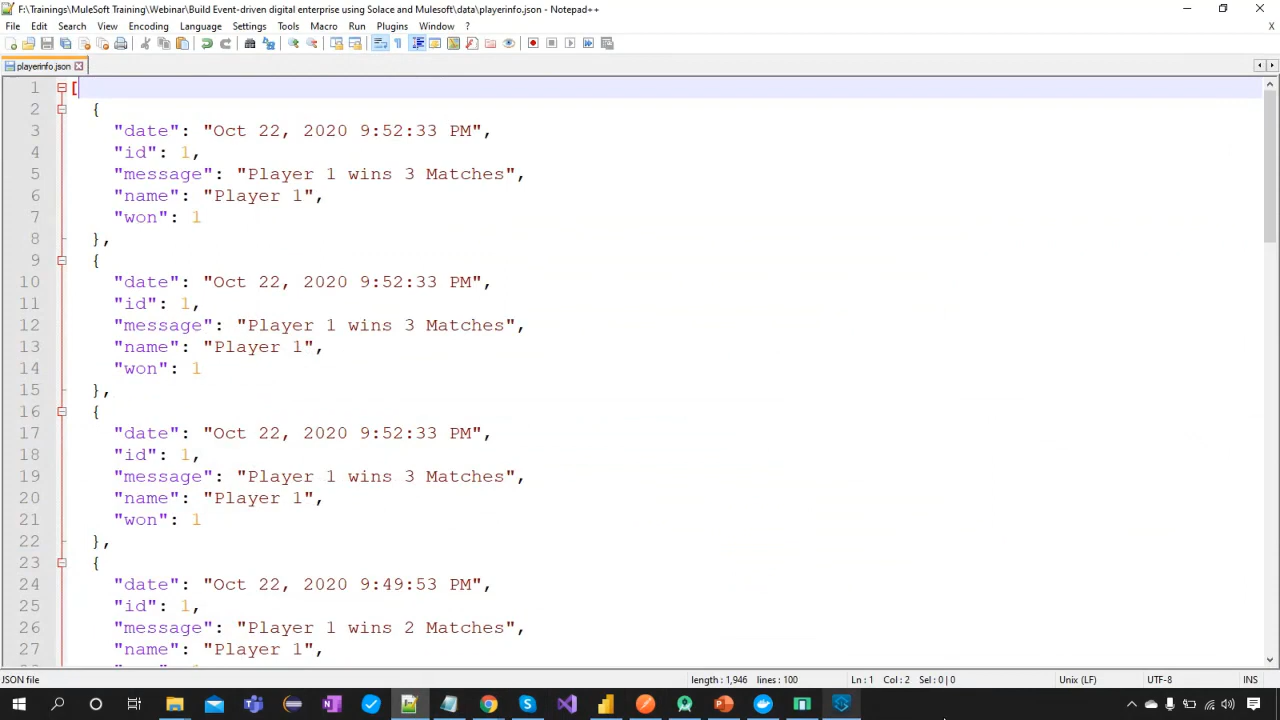 F:\Trainings\MuleSoft Training\Webinar\Build Event-driven digital enterprise using Solace and Mulesoft\data\playerinfo.json - Notepad++
File Edit Search View Encoding Language Settings Tools Macro Run Plugins Window ?
X
playerinfo.json
1 [
2 {
3 "date": "Oct 22, 2020 9:52:33 PM",
4 "id": 1,
5 "message": "Player 1 wins 3 Matches",
6 "name": "Player 1",
7 "won": 1
8 },
9 {
10 "date": "Oct 22, 2020 9:52:33 PM",
11 "id": 1,
12 "message": "Player 1 wins 3 Matches",
13 "name": "Player 1",
14 "won": 1
15 },
16 {
17 "date": "Oct 22, 2020 9:52:33 PM",
18 "id": 1,
19 "message": "Player 1 wins 3 Matches",
20 "name": "Player 1",
21 "won": 1
22 },
23 {
24 "date": "Oct 22, 2020 9:49:53 PM",
25 "id": 1,
26 "message": "Player 1 wins 2 Matches",
27 "name": "Player 1",
JSON file length : 1,946 lines : 100 Ln : 1 Col : 2 Sel : 0 | 0 Unix (LF) UTF-8 INS